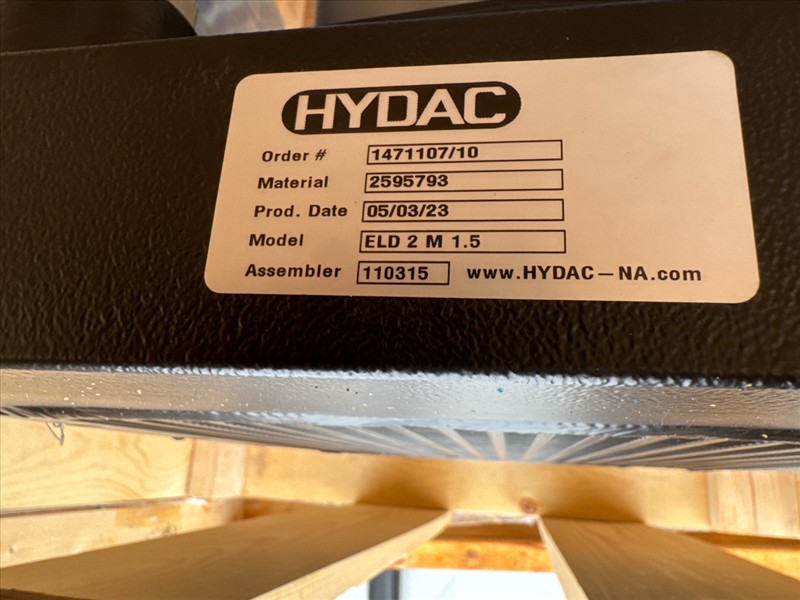 HYDAC
Order # 1471107/10
Material 2595793
Prod. Date 05/03/23
Model ELD 2 M 1.5
Assembler 110315 www.HYDAC-NA.com